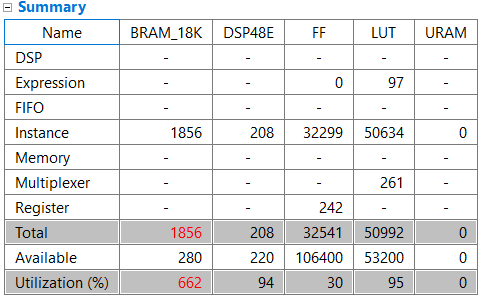 Summary
Name BRAM_18K DSP48E FF LUT URAM
DSP - - - - -
Expression - - 0 97 -
FIFO - - - - -
Instance 1856 208 32299 50634 0
Memory - - - - -
Multiplexer - - - 261 -
Register - - 242 - -
Total 1856 208 32541 50992 0
Available 280 220 106400 53200 0
Utilization (%) 662 94 30 95 0